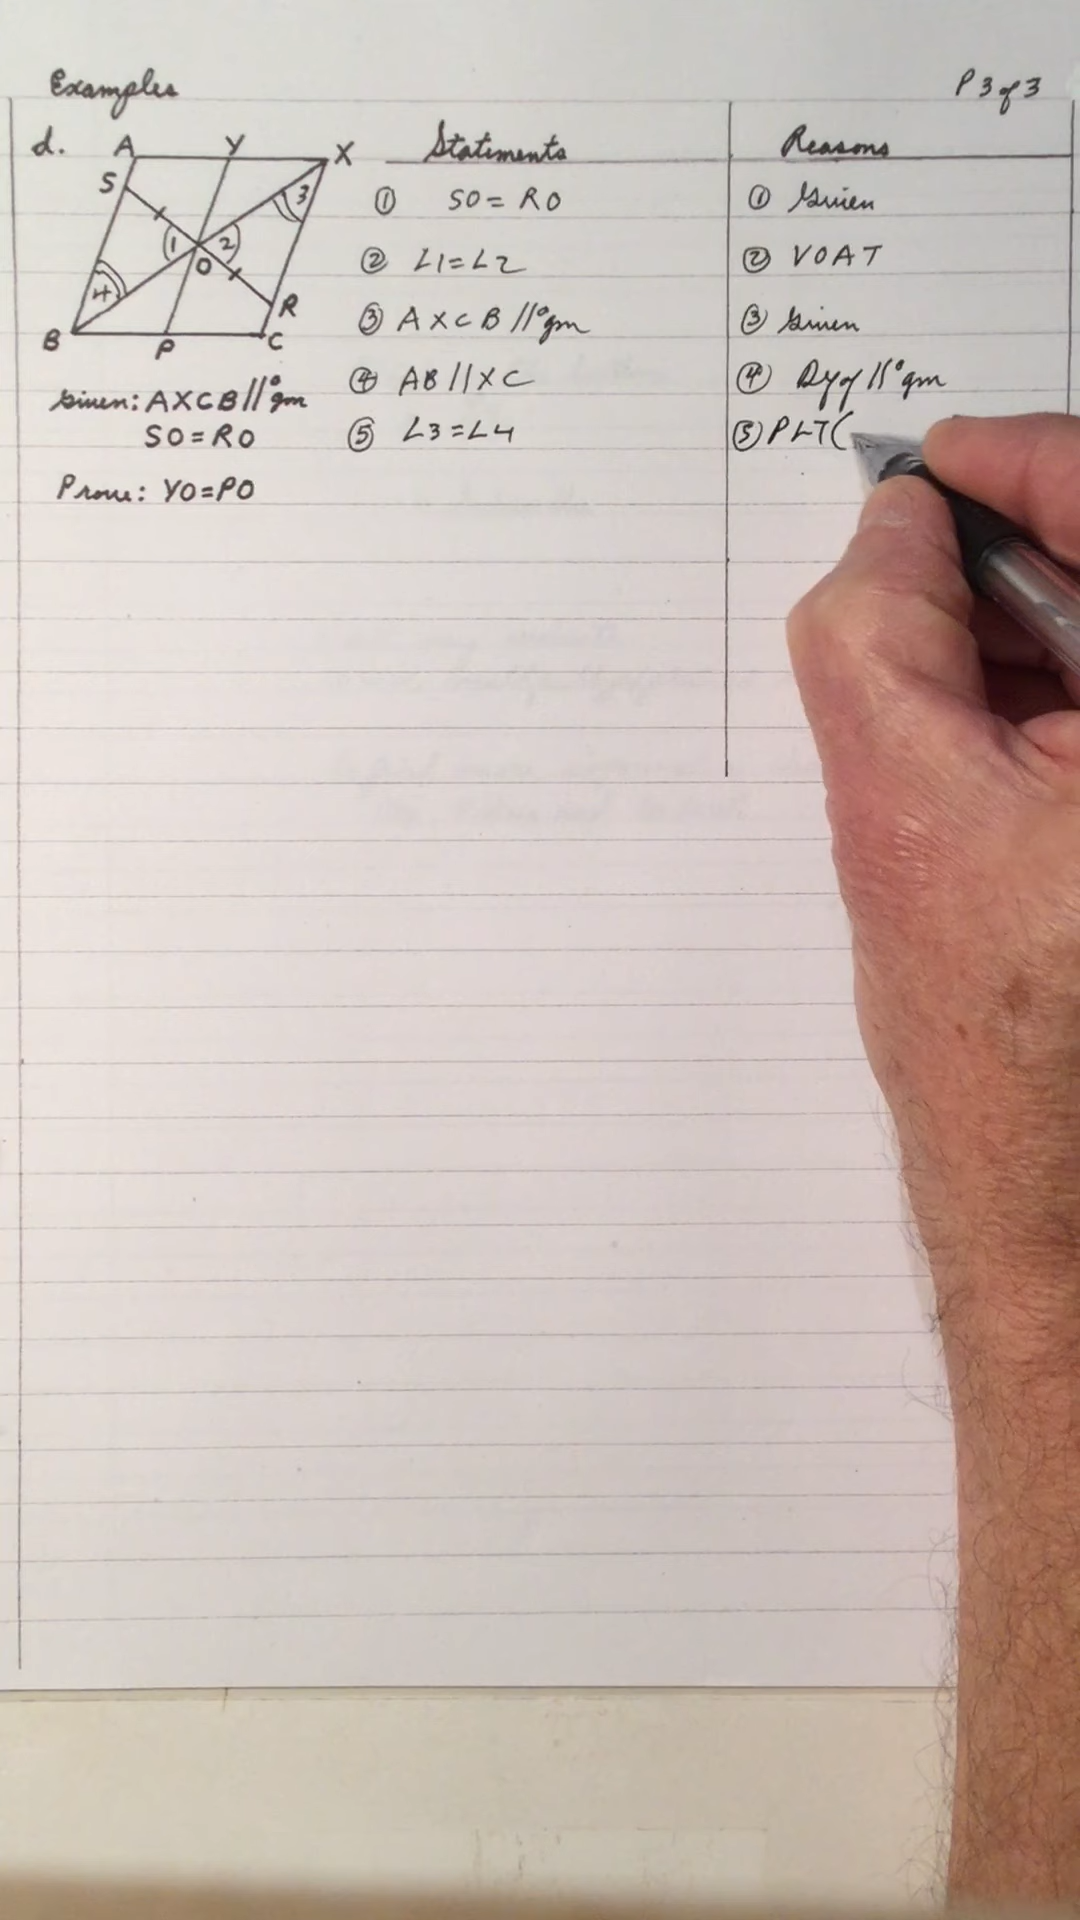 Examples P 3 of 3
d. A Y X
S 3
1 2
O
4 R
B P C
Given: AXCB //°gm
SO = RO
Prove: YO = PO
Statements Reasons
① SO = RO ① Given
② ∠1 = ∠2 ② VOAT
③ AXCB //°gm ③ Given
④ AB // XC ④ Dy of //°gm
⑤ ∠3 = ∠4 ⑤ PLT(